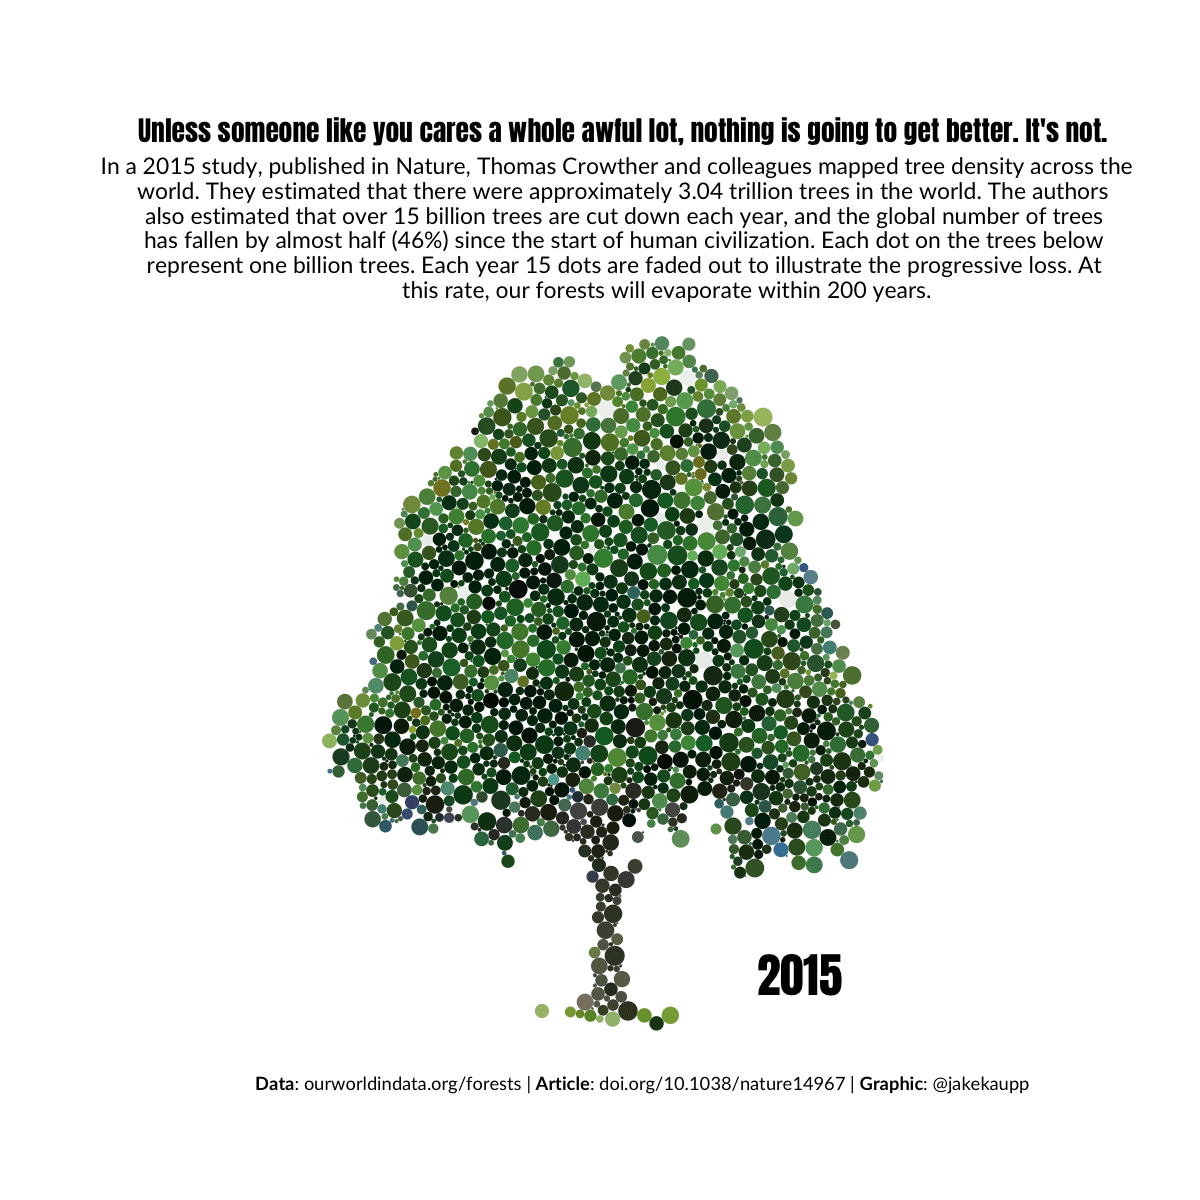 Unless someone like you cares a whole awful lot, nothing is going to get better. It's not.
In a 2015 study, published in Nature, Thomas Crowther and colleagues mapped tree density across the
world. They estimated that there were approximately 3.04 trillion trees in the world. The authors
also estimated that over 15 billion trees are cut down each year, and the global number of trees
has fallen by almost half (46%) since the start of human civilization. Each dot on the trees below
represent one billion trees. Each year 15 dots are faded out to illustrate the progressive loss. At
this rate, our forests will evaporate within 200 years.
2015
Data: ourworldindata.org/forests | Article: doi.org/10.1038/nature14967 | Graphic: @jakekaupp